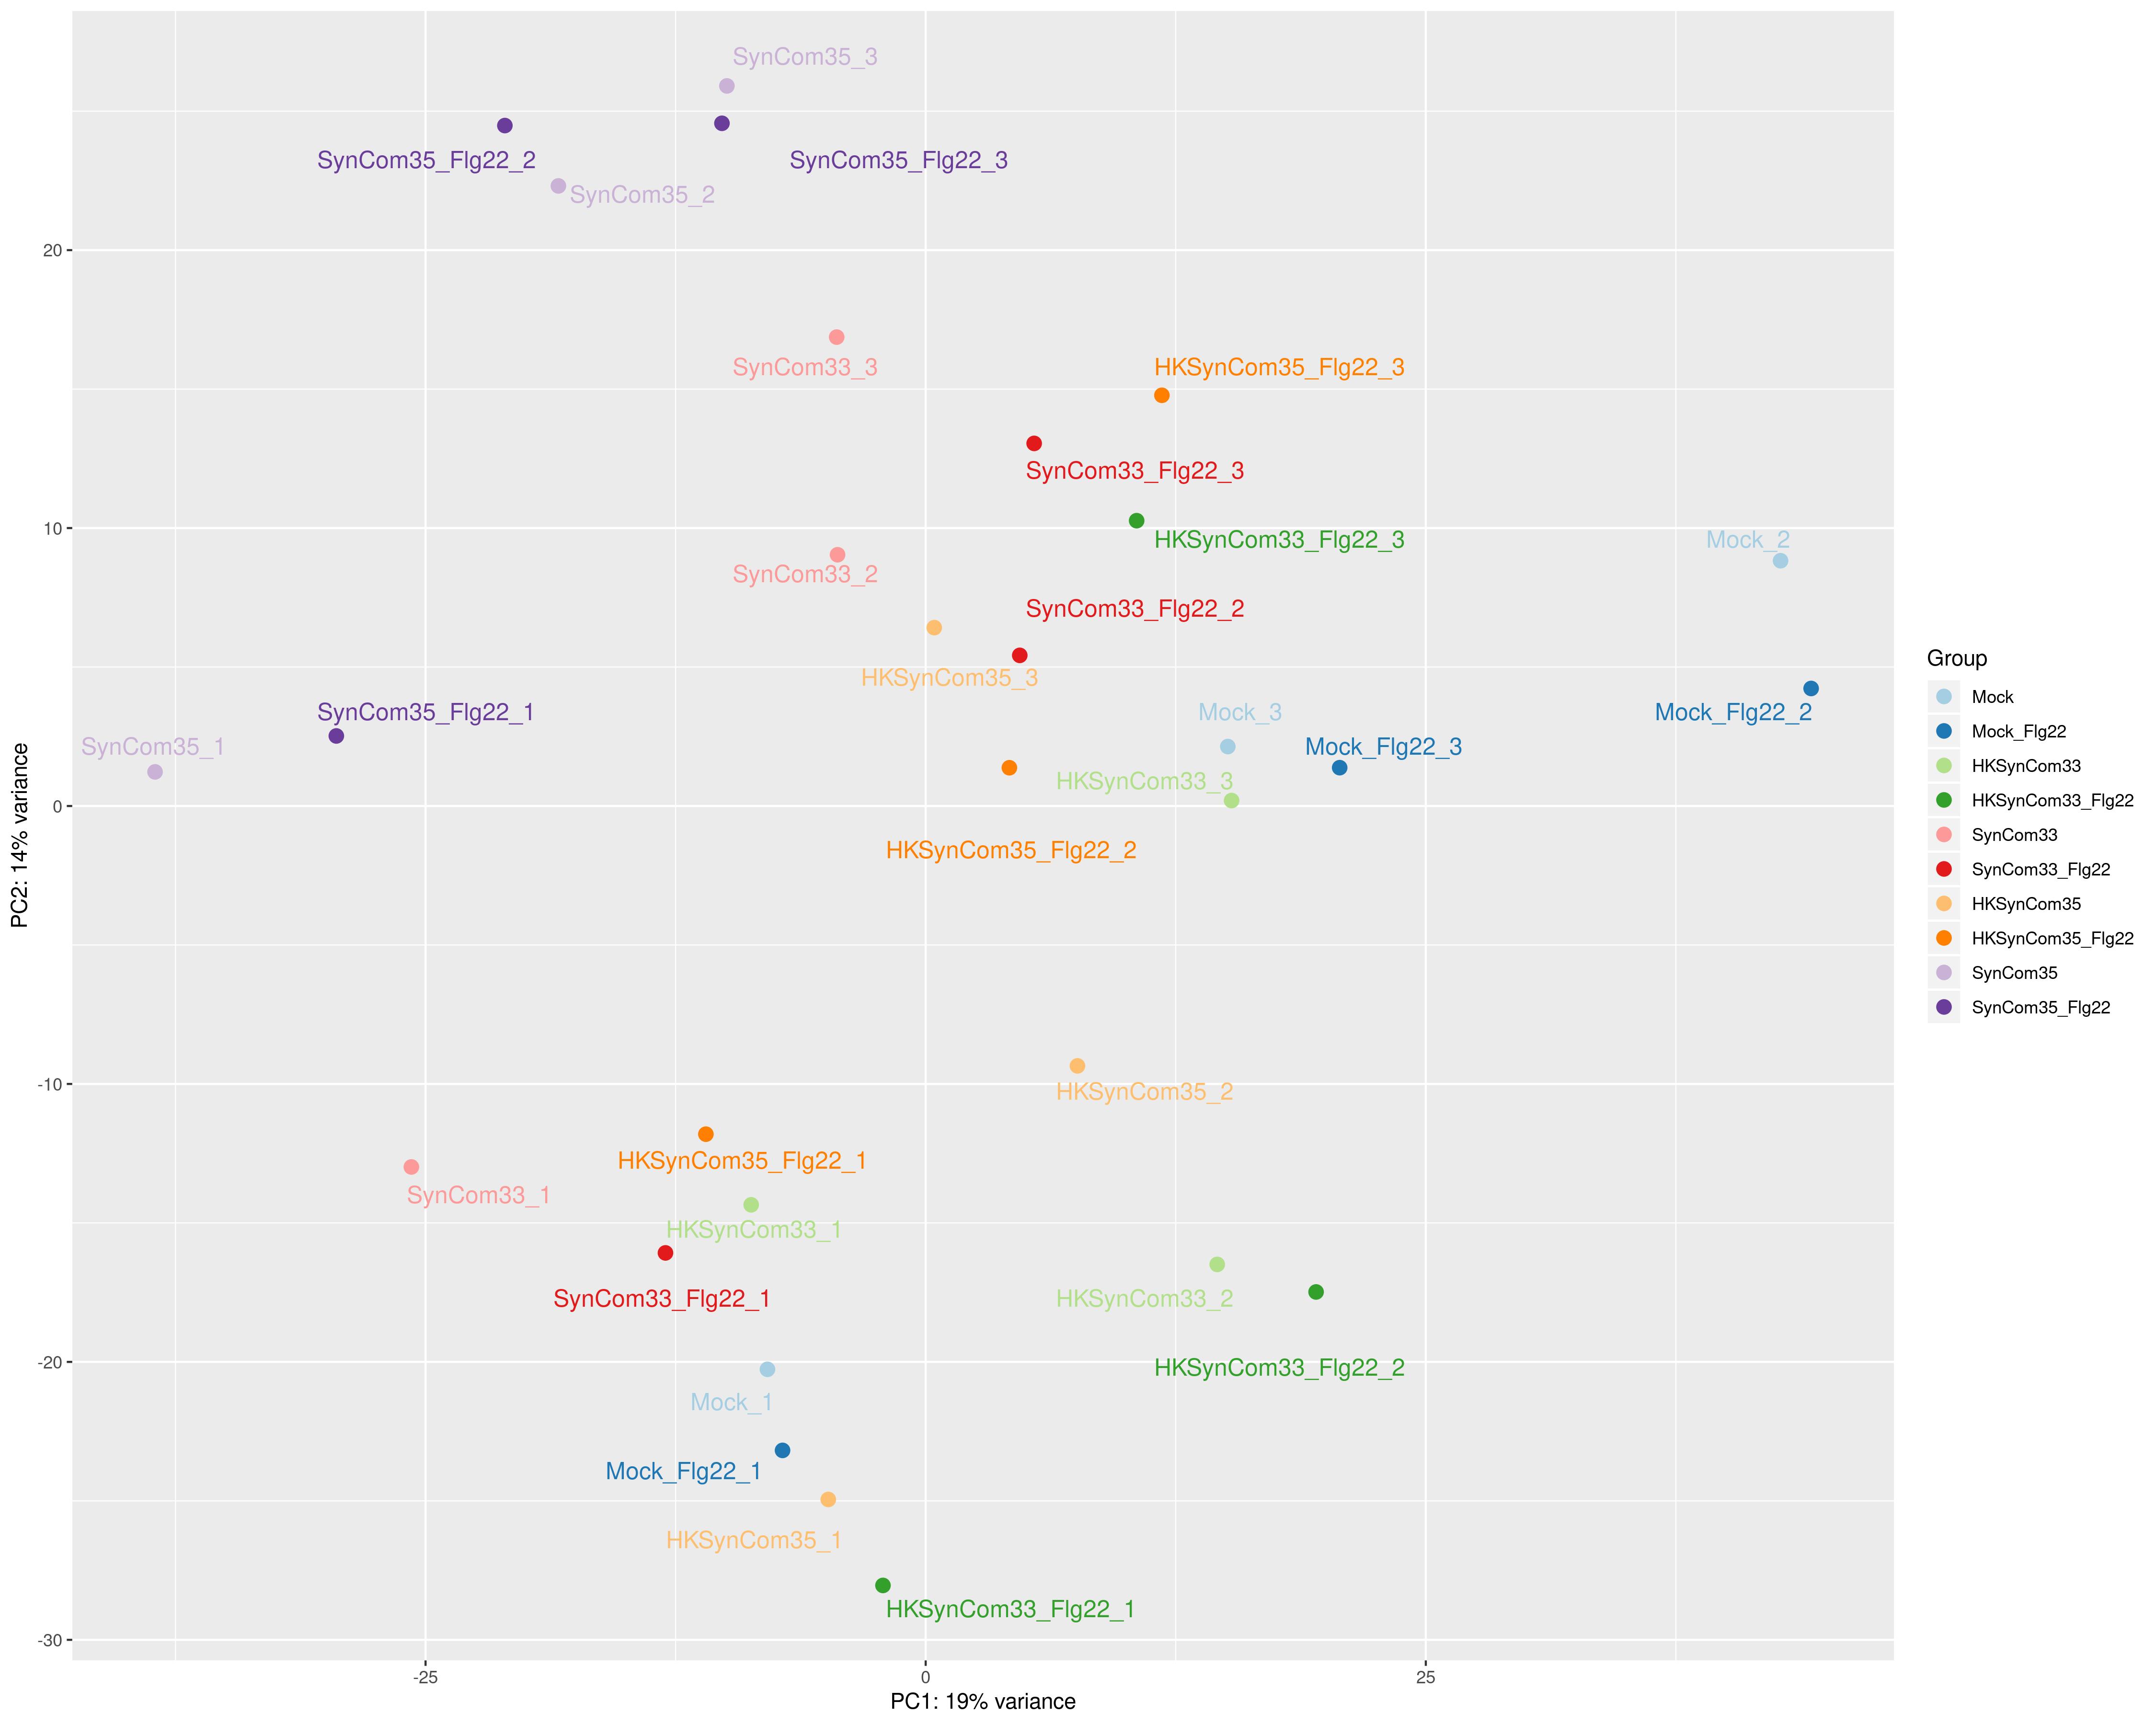 SynCom35_3
SynCom35_Flg22_2
SynCom35_Flg22_3
SynCom35_2
20
SynCom33_3
HKSynCom35_Flg22_3
SynCom33_Flg22_3
10
HKSynCom33_Flg22_3
Mock_2
SynCom33_2
SynCom33_Flg22_2
HKSynCom35_3
SynCom35_Flg22_1
Mock_3
Mock_Flg22_2
SynCom35_1
Mock_Flg22_3
HKSynCom33_3
0
HKSynCom35_Flg22_2
PC2: 14% variance
-10
HKSynCom35_2
HKSynCom35_Flg22_1
SynCom33_1
HKSynCom33_1
SynCom33_Flg22_1
HKSynCom33_2
-20
HKSynCom33_Flg22_2
Mock_1
Mock_Flg22_1
HKSynCom35_1
HKSynCom33_Flg22_1
-30
-25
0
25
PC1: 19% variance
Group
Mock
Mock_Flg22
HKSynCom33
HKSynCom33_Flg22
SynCom33
SynCom33_Flg22
HKSynCom35
HKSynCom35_Flg22
SynCom35
SynCom35_Flg22